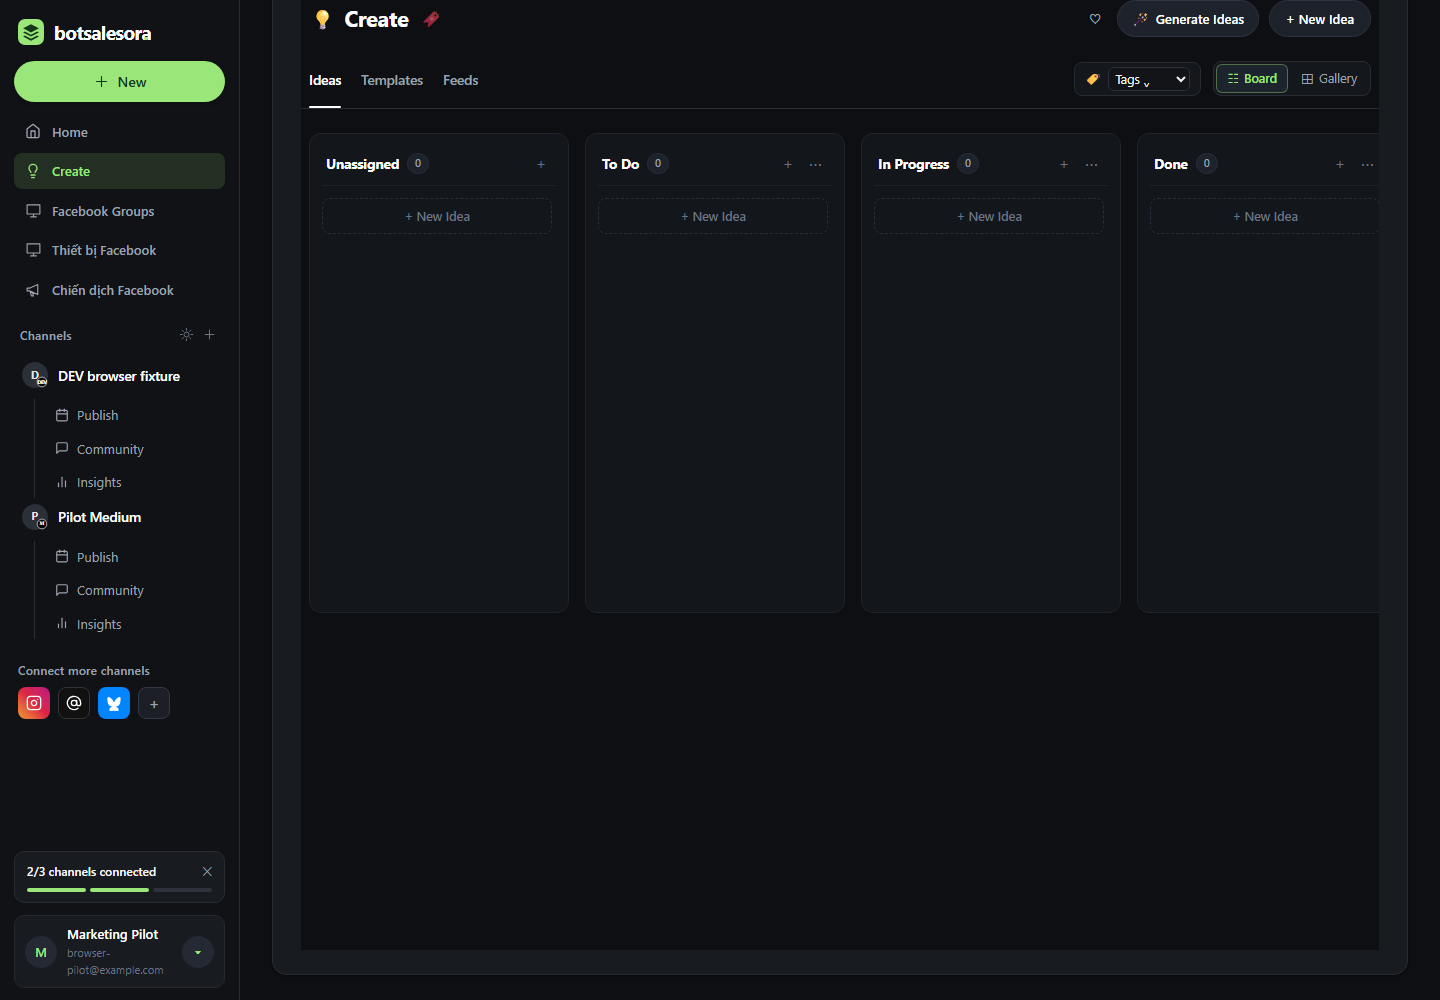 botsalesora
+ New
Home
Create
Facebook Groups
Thiết bị Facebook
Chiến dịch Facebook
Channels
D
DEV
DEV browser fixture
Publish
Community
Insights
P
M
Pilot Medium
Publish
Community
Insights
Connect more channels
+
2/3 channels connected
M
Marketing Pilot
browser-
pilot@example.com
Create
Generate Ideas
+ New Idea
Ideas
Templates
Feeds
Tags
Board
Gallery
Unassigned 0 +
+ New Idea
To Do 0 + ...
+ New Idea
In Progress 0 + ...
+ New Idea
Done 0 + ...
+ New Idea